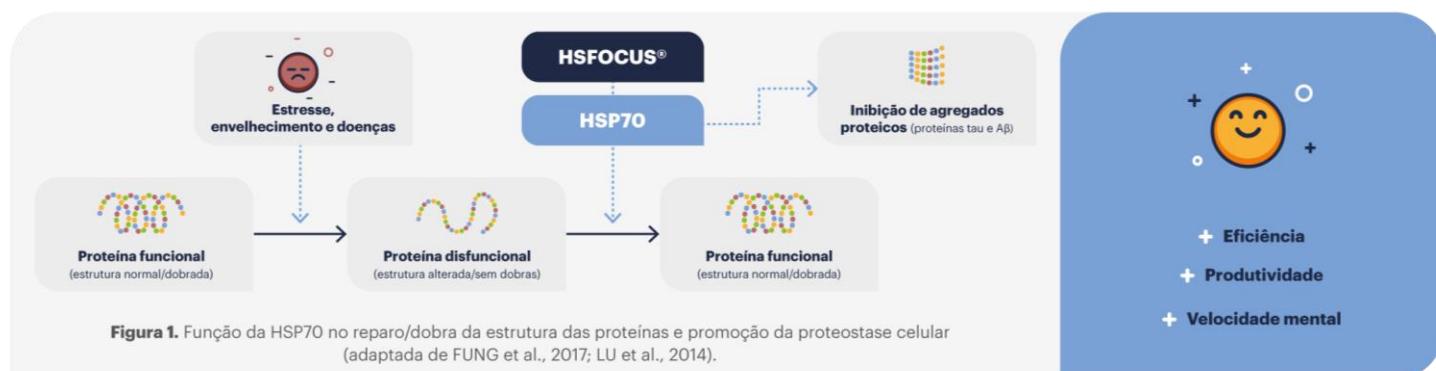 Estresse,
envelhecimento e doenças
HSFOCUS®
HSP70
Inibição de agregados
proteicos (proteínas tau e Aβ)
Proteína funcional
(estrutura normal/dobrada)
Proteína disfuncional
(estrutura alterada/sem dobras)
Proteína funcional
(estrutura normal/dobrada)
Figura 1. Função da HSP70 no reparo/dobra da estrutura das proteínas e promoção da proteostase celular
(adaptada de FUNG et al., 2017; LU et al., 2014).
+ Eficiência
+ Produtividade
+ Velocidade mental